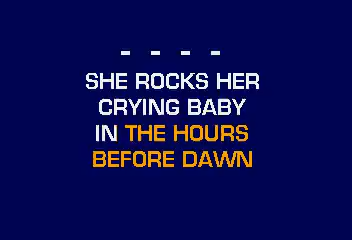 - - - -
SHE ROCKS HER
CRYING BABY
IN THE HOURS
BEFORE DAWN